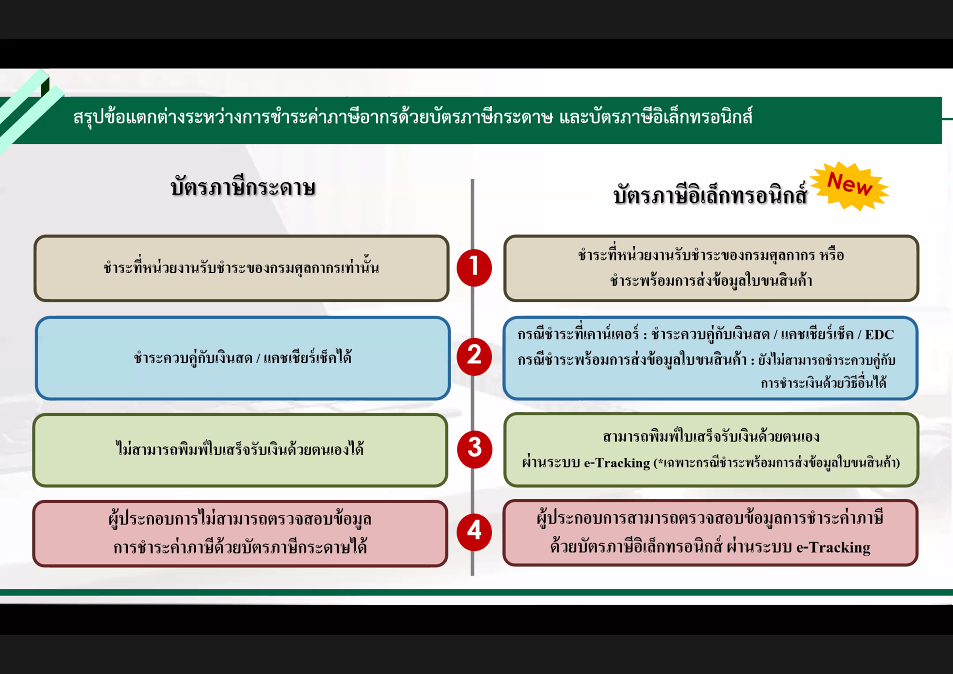 สรุปข้อแตกต่างระหว่างการชำระค่าภาษีอากรด้วยบัตรภาษีกระดาษ และบัตรภาษีอิเล็กทรอนิกส์
บัตรภาษีกระดาษ
บัตรภาษีอิเล็กทรอนิกส์
New
ชำระที่หน่วยงานรับชำระของกรมศุลกากรเท่านั้น
1
ชำระที่หน่วยงานรับชำระของกรมศุลกากร หรือ
ชำระพร้อมการส่งข้อมูลใบขนสินค้า
ชำระควบคู่กับเงินสด / แคชเชียร์เช็คได้
2
กรณีชำระที่เคาน์เตอร์ : ชำระควบคู่กับเงินสด / แคชเชียร์เช็ค / EDC
กรณีชำระพร้อมการส่งข้อมูลใบขนสินค้า : ยังไม่สามารถชำระควบคู่กับ
การชำระเงินด้วยวิธีอื่นได้
ไม่สามารถพิมพ์ใบเสร็จรับเงินด้วยตนเองได้
3
สามารถพิมพ์ใบเสร็จรับเงินด้วยตนเอง
ผ่านระบบ e-Tracking (*เฉพาะกรณีชำระพร้อมการส่งข้อมูลใบขนสินค้า)
ผู้ประกอบการไม่สามารถตรวจสอบข้อมูล
การชำระค่าภาษีด้วยบัตรภาษีกระดาษได้
4
ผู้ประกอบการสามารถตรวจสอบข้อมูลการชำระค่าภาษี
ด้วยบัตรภาษีอิเล็กทรอนิกส์ ผ่านระบบ e-Tracking